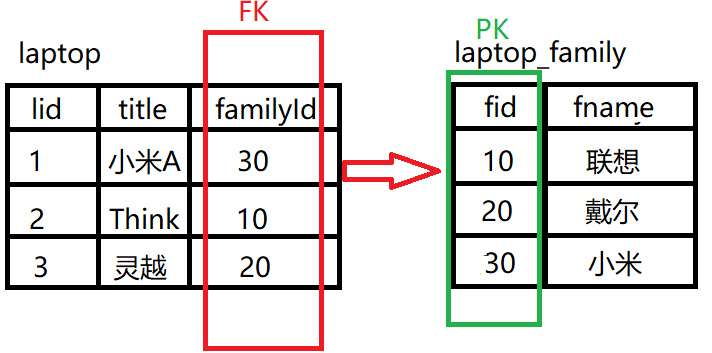 FK
PK
laptop
laptop_family
lid title familyId
1 小米A 30
2 Think 10
3 灵越 20
fid fname
10 联想
20 戴尔
30 小米